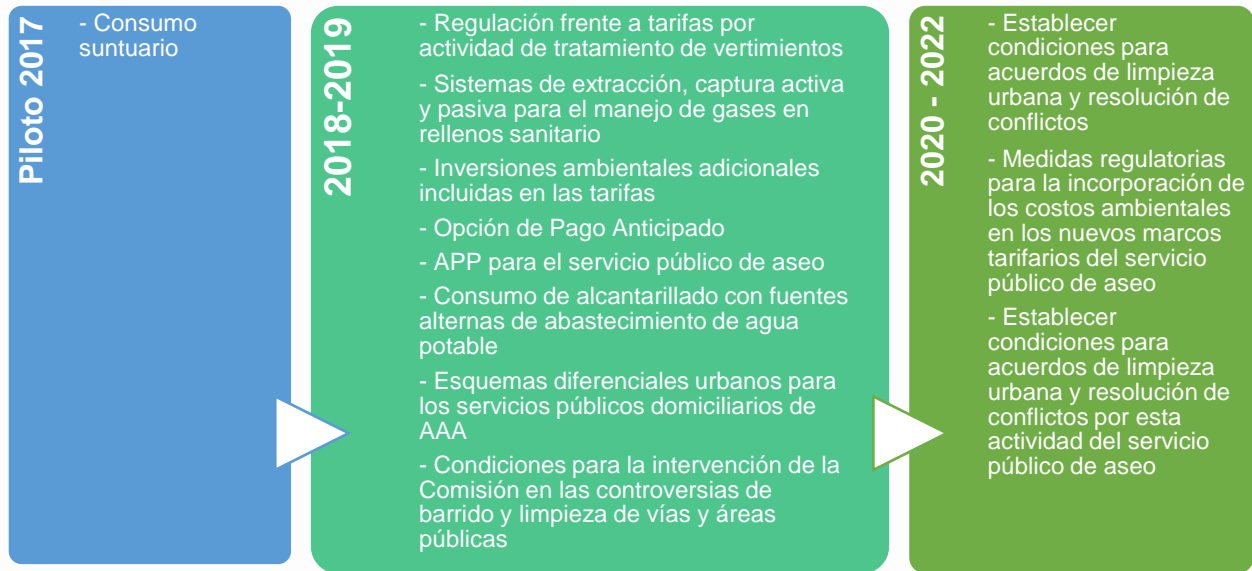 Piloto 2017
- Consumo
suntuario
2018-2019
- Regulación frente a tarifas por
actividad de tratamiento de vertimientos
- Sistemas de extracción, captura activa
y pasiva para el manejo de gases en
rellenos sanitario
- Inversiones ambientales adicionales
incluidas en las tarifas
- Opción de Pago Anticipado
- APP para el servicio público de aseo
- Consumo de alcantarillado con fuentes
alternas de abastecimiento de agua
potable
- Esquemas diferenciales urbanos para
los servicios públicos domiciliarios de
AAA
- Condiciones para la intervención de la
Comisión en las controversias de
barrido y limpieza de vías y áreas
públicas
2020 - 2022
- Establecer
condiciones para
acuerdos de limpieza
urbana y resolución de
conflictos
- Medidas regulatorias
para la incorporación de
los costos ambientales
en los nuevos marcos
tarifarios del servicio
público de aseo
- Establecer
condiciones para
acuerdos de limpieza
urbana y resolución de
conflictos por esta
actividad del servicio
público de aseo